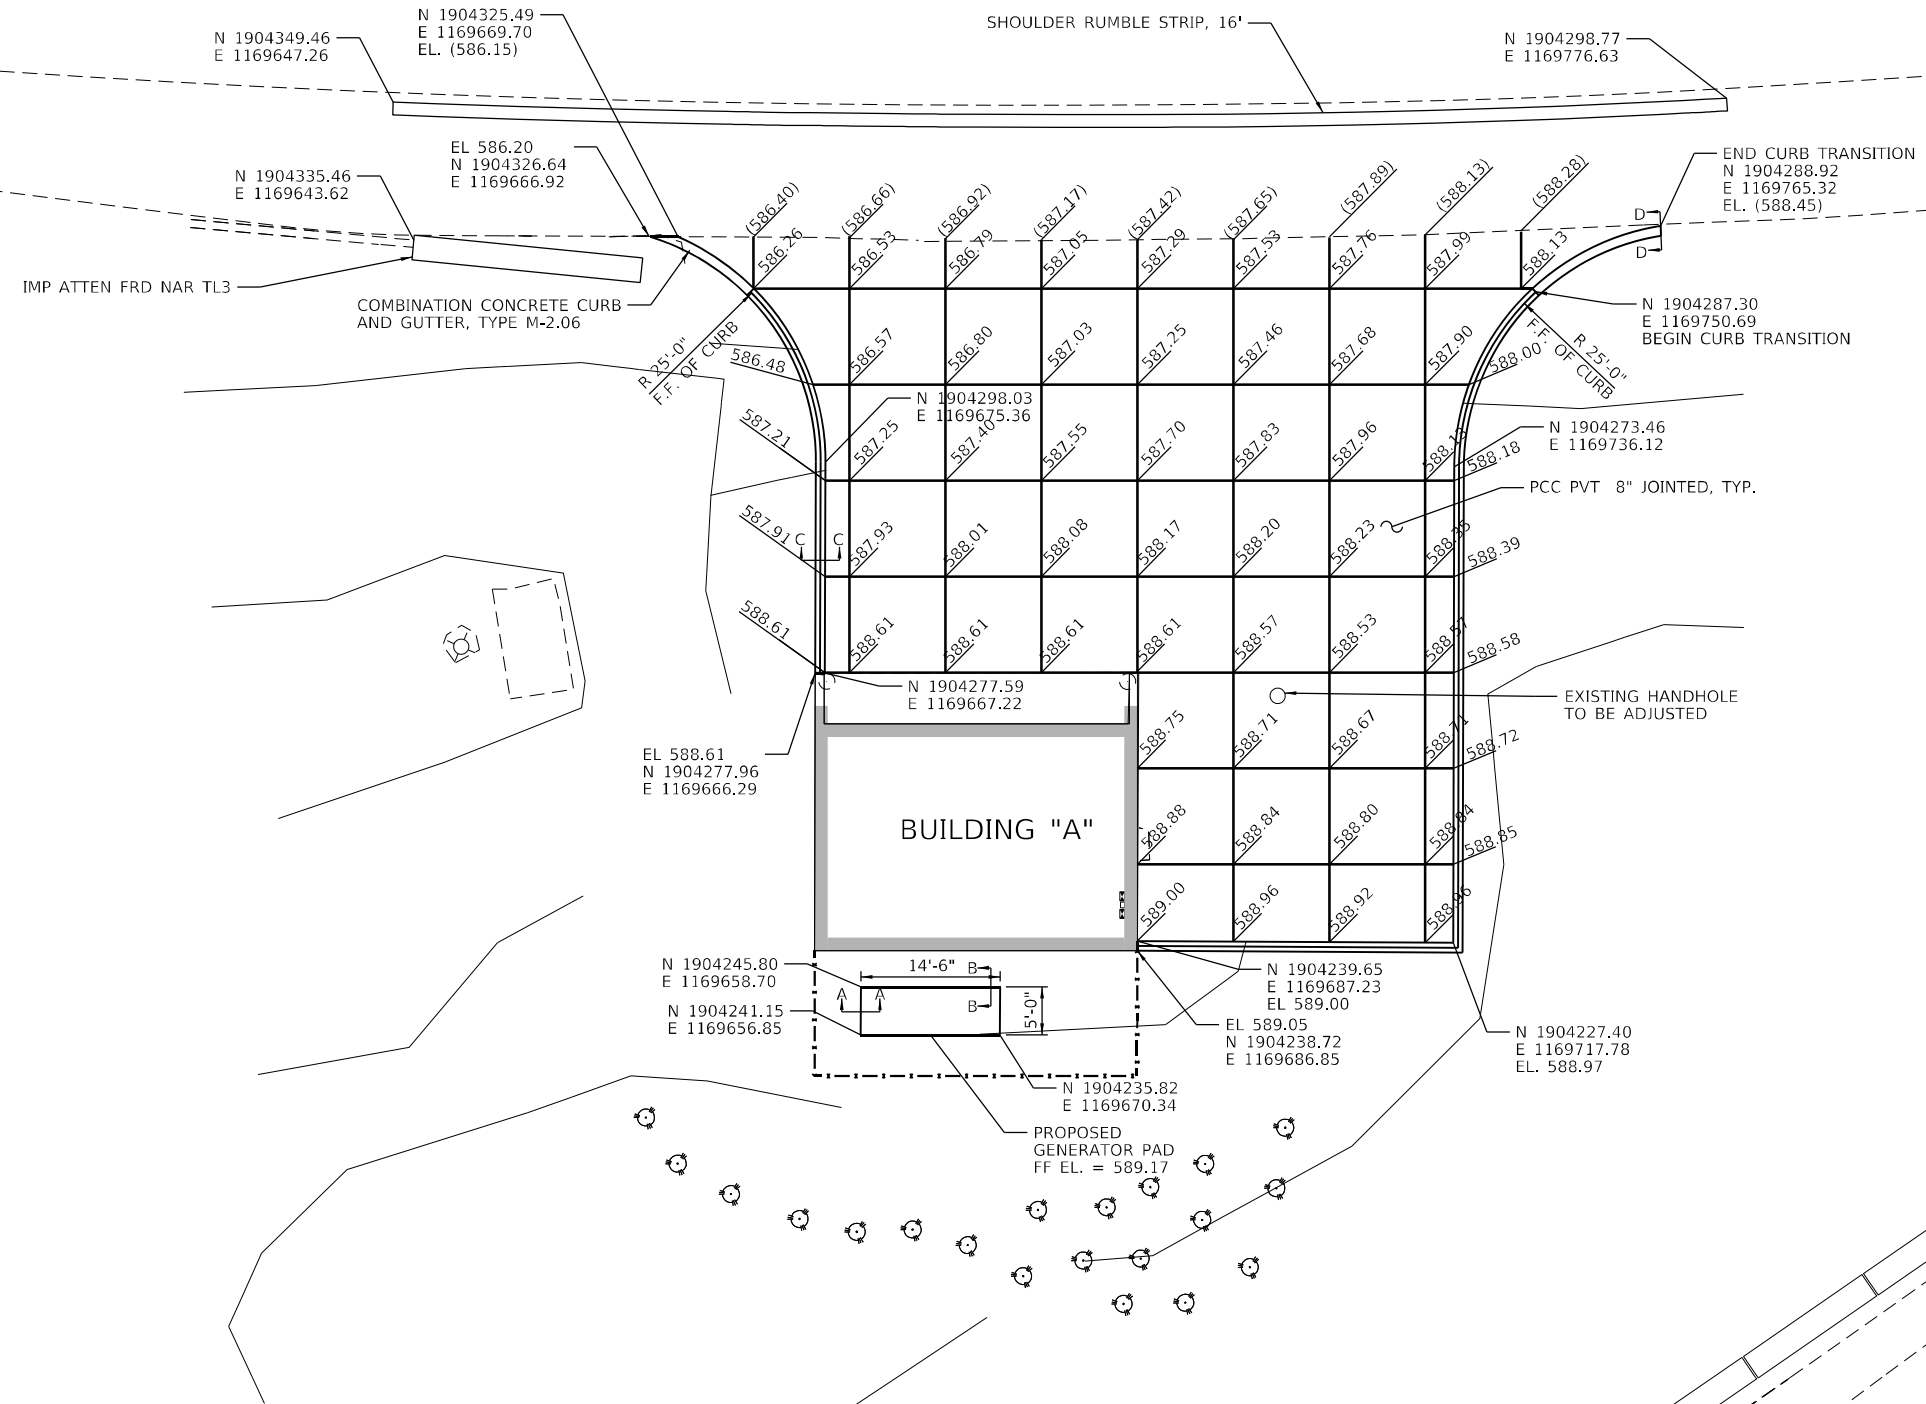 N 1904325.49
E 1169669.70
EL. (586.15)
SHOULDER RUMBLE STRIP, 16'
N 1904349.46
E 1169647.26
N 1904298.77
E 1169776.63
EL 586.20
N 1904326.64
E 1169666.92
END CURB TRANSITION
N 1904288.92
E 1169765.32
EL. (588.45)
N 1904335.46
E 1169643.62
(586.40)
(586.66)
(586.92)
(587.17)
(587.42)
(587.65)
(587.89)
(588.13)
(588.28)
D
D
586.26
586.53
586.79
587.05
587.29
587.53
587.76
587.99
588.13
IMP ATTEN FRD NAR TL3
COMBINATION CONCRETE CURB
AND GUTTER, TYPE M-2.06
N 1904287.30
E 1169750.69
BEGIN CURB TRANSITION
R 25'-0"
F.F. OF CURB
R 25'-0"
F.F. OF CURB
586.48
586.57
586.80
587.03
587.25
587.46
587.68
587.90
588.00
N 1904298.03
E 1169675.36
587.21
587.25
587.40
587.55
587.70
587.83
587.96
588.13
588.18
N 1904273.46
E 1169736.12
PCC PVT 8" JOINTED, TYP.
587.91
C
C
587.93
588.01
588.08
588.17
588.20
588.23
588.35
588.39
588.61
588.61
588.61
588.61
588.61
588.57
588.53
588.57
588.58
N 1904277.59
E 1169667.22
EXISTING HANDHOLE
TO BE ADJUSTED
588.75
588.71
588.67
588.71
588.72
EL 588.61
N 1904277.96
E 1169666.29
BUILDING "A"
588.88
588.84
588.80
588.84
588.85
589.00
588.96
588.92
588.96
N 1904245.80
E 1169658.70
14'-6"
B
B
A
A
5'-0"
N 1904241.15
E 1169656.85
N 1904239.65
E 1169687.23
EL 589.00
EL 589.05
N 1904238.72
E 1169686.85
N 1904227.40
E 1169717.78
EL. 588.97
N 1904235.82
E 1169670.34
PROPOSED
GENERATOR PAD
FF EL. = 589.17